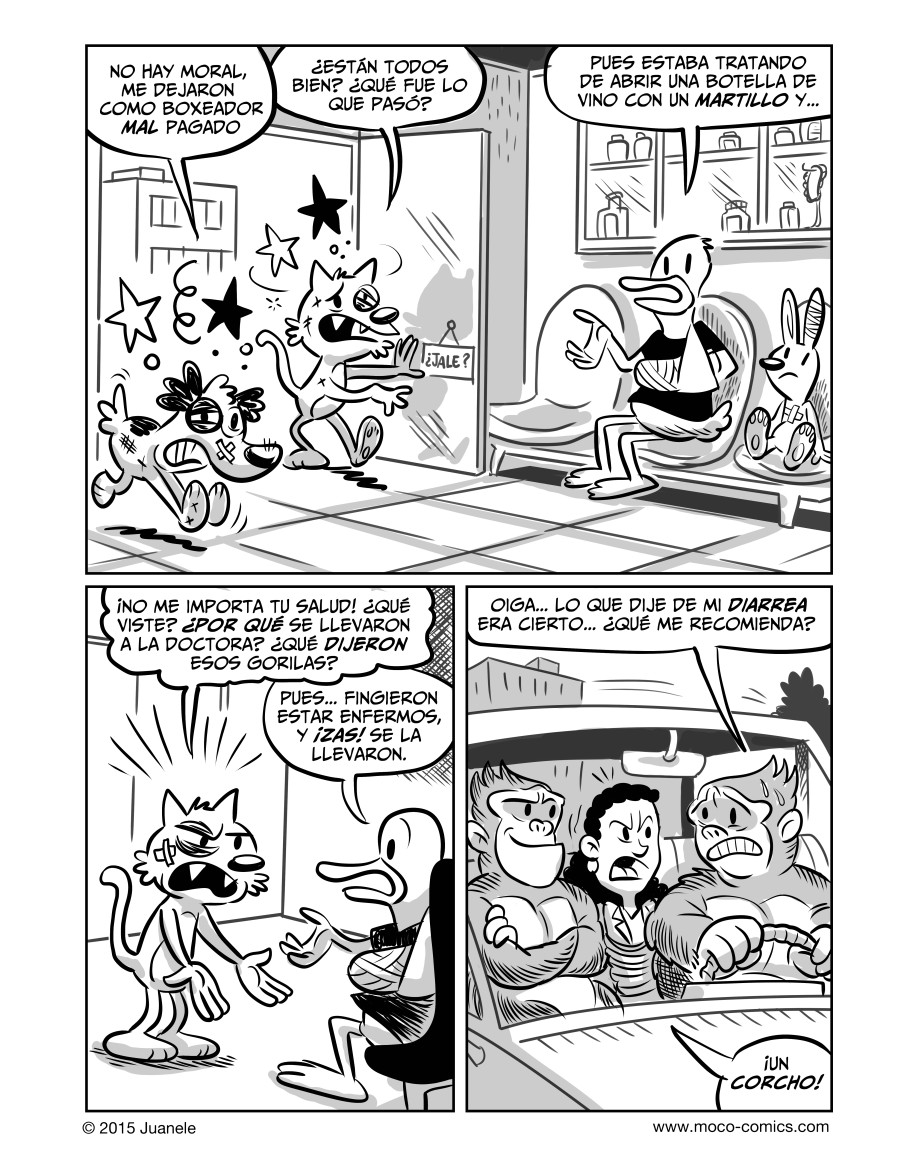 NO HAY MORAL,
ME DEJARON
COMO BOXEADOR
MAL PAGADO
¿ESTÁN TODOS
BIEN? ¿QUÉ FUE LO
QUE PASÓ?
PUES ESTABA TRATANDO
DE ABRIR UNA BOTELLA DE
VINO CON UN MARTILLO Y...
¿JALE?
¡NO ME IMPORTA TU SALUD! ¿QUÉ
VISTE? ¿POR QUÉ SE LLEVARON
A LA DOCTORA? ¿QUÉ DIJERON
ESOS GORILAS?
PUES... FINGIERON
ESTAR ENFERMOS,
Y ¡ZAS! SE LA
LLEVARON.
OIGA... LO QUE DIJE DE MI DIARREA
ERA CIERTO... ¿QUÉ ME RECOMIENDA?
¡UN
CORCHO!
© 2015 Juanele
www.moco-comics.com